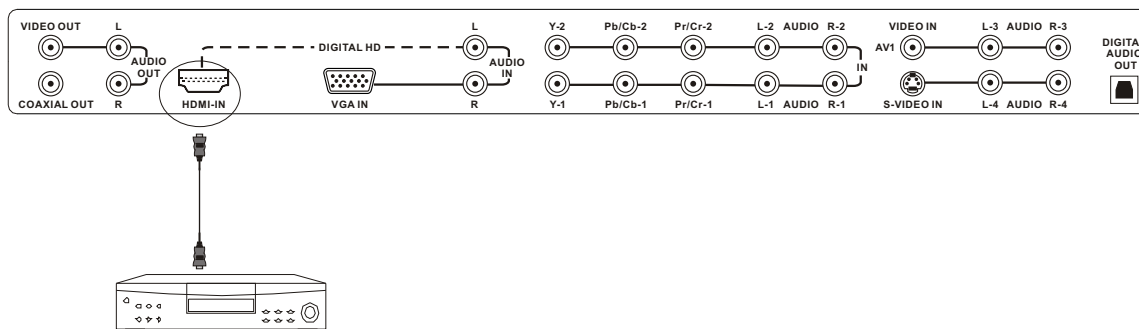 VIDEO OUT L
AUDIO OUT
COAXIAL OUT R
HDMI-IN
DIGITAL HD
VGA IN
L
AUDIO IN
R
Y-2 Pb/Cb-2 Pr/Cr-2 L-2 AUDIO R-2
IN
Y-1 Pb/Cb-1 Pr/Cr-1 L-1 AUDIO R-1
VIDEO IN L-3 AUDIO R-3
AV1
S-VIDEO IN L-4 AUDIO R-4
DIGITAL
AUDIO
OUT